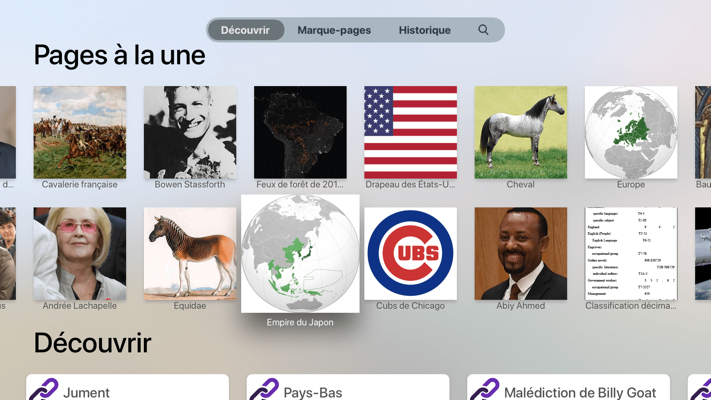 Découvrir Marque-pages Historique
Pages à la une
d...
Cavalerie française
Bowen Stassforth
Feux de forêt de 201...
Drapeau des États-U...
Cheval
Europe
Bau
Andrée Lachapelle
Equidae
Empire du Japon
CUBS
Cubs de Chicago
Abiy Ahmed
Classification décima...
Découvrir
Jument
Pays-Bas
Malédiction de Billy Goat